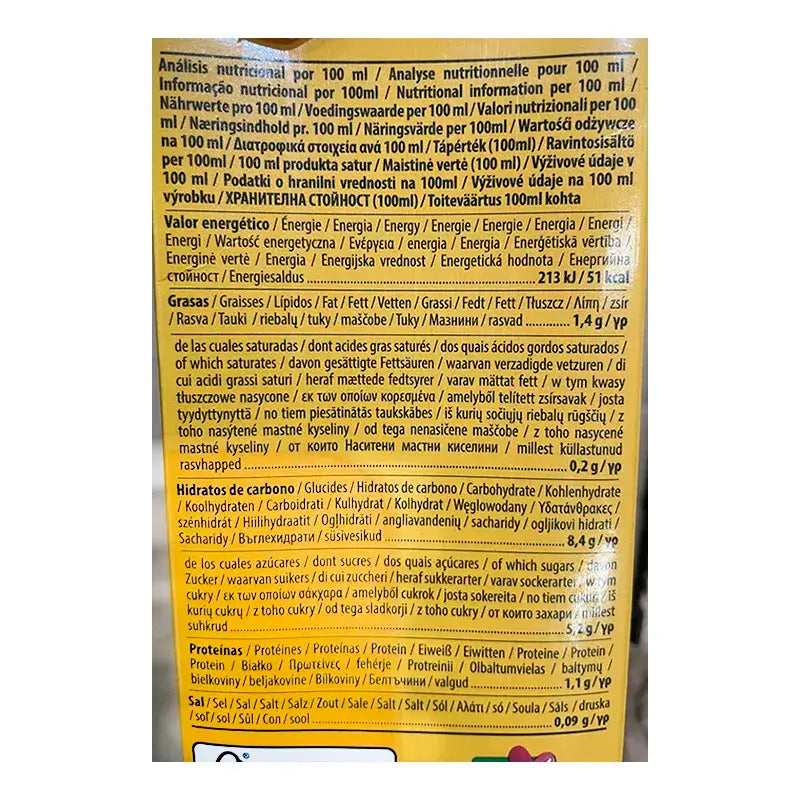 Análisis nutricional por 100 ml / Analyse nutritionnelle pour 100 ml /
Informação nutricional por 100ml / Nutritional information per 100 ml /
Nährwerte pro 100 ml / Voedingswaarde per 100 ml / Valori nutrizionali per 100
ml / Næringsindhold pr. 100 ml / Näringsvärde per 100ml / Wartośći odżywcze
na 100 ml / Διατροφικά στοιχεία ανά 100 ml / Tápérték (100ml) / Ravintosisältö
per 100ml / 100 ml produkta satur / Maistinė vertė (100 ml) / Výživové údaje v
100 ml / Podatki o hranilni vrednosti na 100ml / Výživové údaje na 100 ml
výrobku / ХРАНИТЕЛНА СТОЙНОСТ (100ml) / Toiteväärtus 100ml kohta
Valor energético / Énergie / Energia / Energy / Energie / Energie / Energia / Energi /
Energi / Wartość energetyczna / Ενέργεια / energia / Energia / Enerģētiskā vērtība /
Energinė vertė / Energia / Energijska vrednost / Energetická hodnota / Енергийна
стойност / Energiesaldus ........ 213 kJ / 51 kcal
Grasas / Graisses / Lípidos / Fat / Fett / Vetten / Grassi / Fedt / Fett / Tłuszcz / Λίπη / zsír
/ Rasva / Tauki / riebalų / tuky / maščobe / Tuky / Мазнини / rasvad ........ 1,4 g/γρ
de las cuales saturadas / dont acides gras saturés / dos quais ácidos gordos saturados /
of which saturates / davon gesättigte Fettsäuren / waarvan verzadigde vetzuren / di
cui acidi grassi saturi / heraf mættede fedtsyrer / varav mättat fett / w tym kwasy
tłuszczowe nasycone / εκ των οποίων κορεσμένα / amelyből telített zsírsavak / josta
tyydyttynyttä / no tiem piesātinātās taukskābes / iš kurių sočiųjų riebalų rūgščių / z
toho nasýtené mastné kyseliny / od tega nenasičene maščobe / z toho nasycené
mastné kyseliny / от които Наситени мастни киселини / millest küllastunud
rasvhapped ........ 0,2 g/γρ
Hidratos de carbono / Glucides / Hidratos de carbono / Carbohydrate / Kohlenhydrate
/ Koolhydraten / Carboidrati / Kulhydrat / Kolhydrat / Węglowodany / Υδατάνθρακες /
szénhidrát / Hiilihydraatit / Ogļhidrāti / angliavandenių / sacharidy / ogljikovi hidrati /
Sacharidy / Въглехидрати / süsivesikud ........ 8,4 g/γρ
de los cuales azúcares / dont sucres / dos quais açúcares / of which sugars / davon
Zucker / waarvan suikers / di cui zuccheri / heraf sukkerarter / varav sockerarter / w tym
cukry / εκ των οποίων σάκχαρα / amelyből cukrok / josta sokereita / no tiem cukuri / iš
kurių cukrų / z toho cukry / od tega sladkorji / z toho cukry / от които захари / millest
suhkrud ........ 5,2 g/γρ
Proteínas / Protéines / Proteínas / Protein / Eiweiß / Eiwitten / Proteine / Protein /
Protein / Białko / Πρωτεΐνες / fehérje / Protreinii / Olbaltumvielas / baltymų /
bielkoviny / beljakovine / Bílkoviny / Белтъчини / valgud ........ 1,1 g/γρ
Sal / Sel / Sal / Salt / Salz / Zout / Sale / Salt / Salt / Sól / Αλάτι / só / Soula / Sāls / druska
/ soľ / sol / Sůl / Сол / sool ........ 0,09 g/γρ